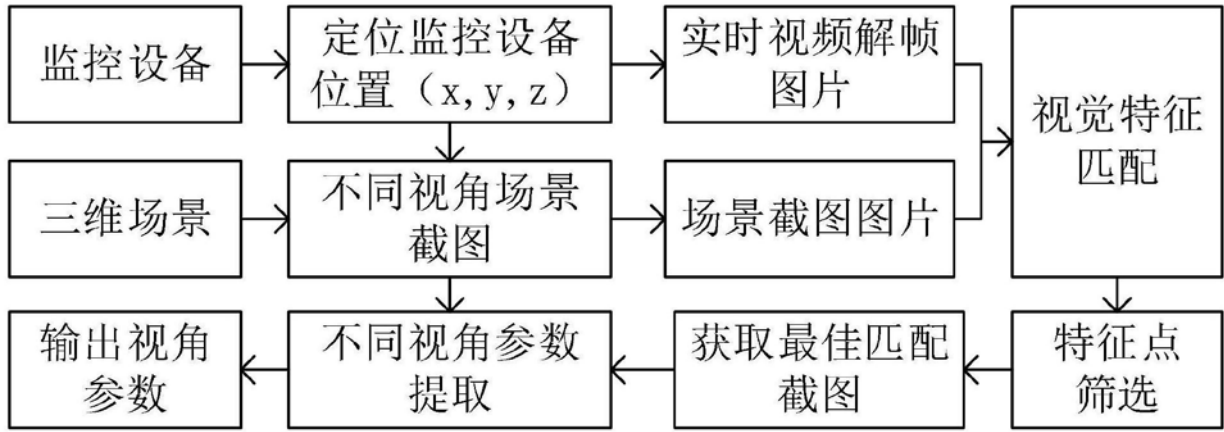 监控设备
定位监控设备
位置（x,y,z）
实时视频解帧
图片
视觉特征
匹配
三维场景
不同视角场景
截图
场景截图图片
输出视角
参数
不同视角参数
提取
获取最佳匹配
截图
特征点
筛选